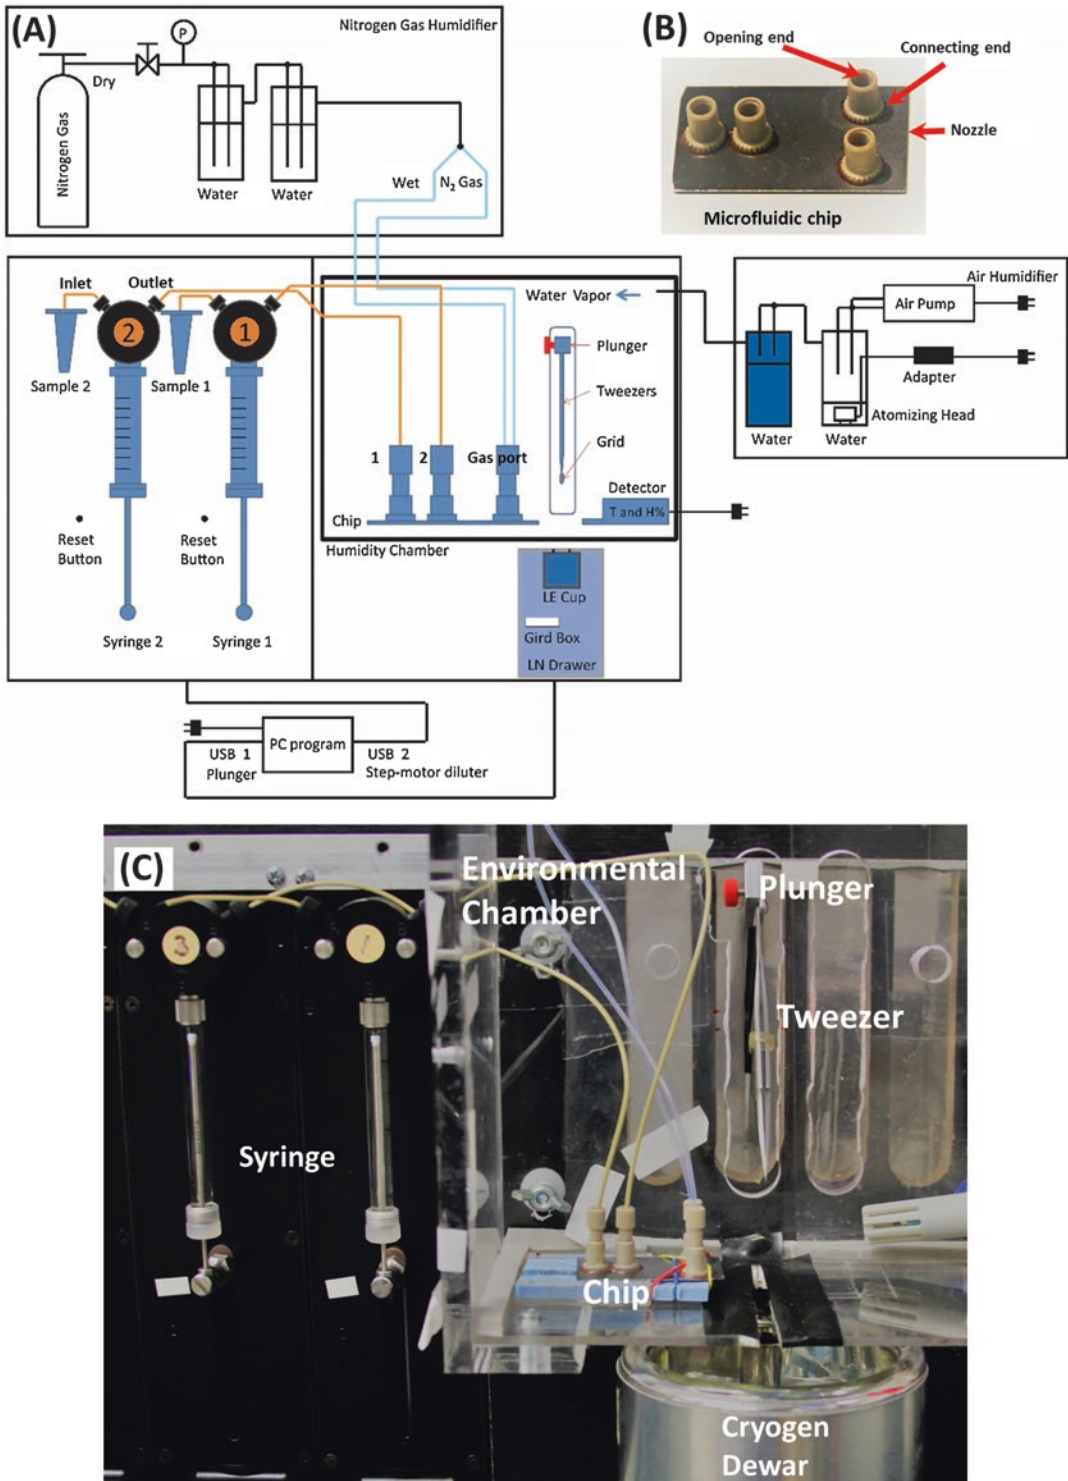 (A)
Nitrogen Gas Humidifier
P
Dry
Nitrogen Gas
Water
Water
Wet
N2 Gas
(B)
Opening end
Connecting end
Nozzle
Microfluidic chip
Inlet
Outlet
2
1
Sample 2
Sample 1
Reset
Button
Reset
Button
Syringe 2
Syringe 1
Water Vapor
Plunger
Tweezers
Grid
1
2
Gas port
Detector
T and H%
Chip
Humidity Chamber
LE Cup
Gird Box
LN Drawer
Air Humidifier
Air Pump
Adapter
Atomizing Head
Water
Water
PC program
USB 1
Plunger
USB 2
Step-motor diluter
(C)
Environmental
Chamber
Plunger
3
1
Tweezer
Syringe
Chip
Cryogen
Dewar